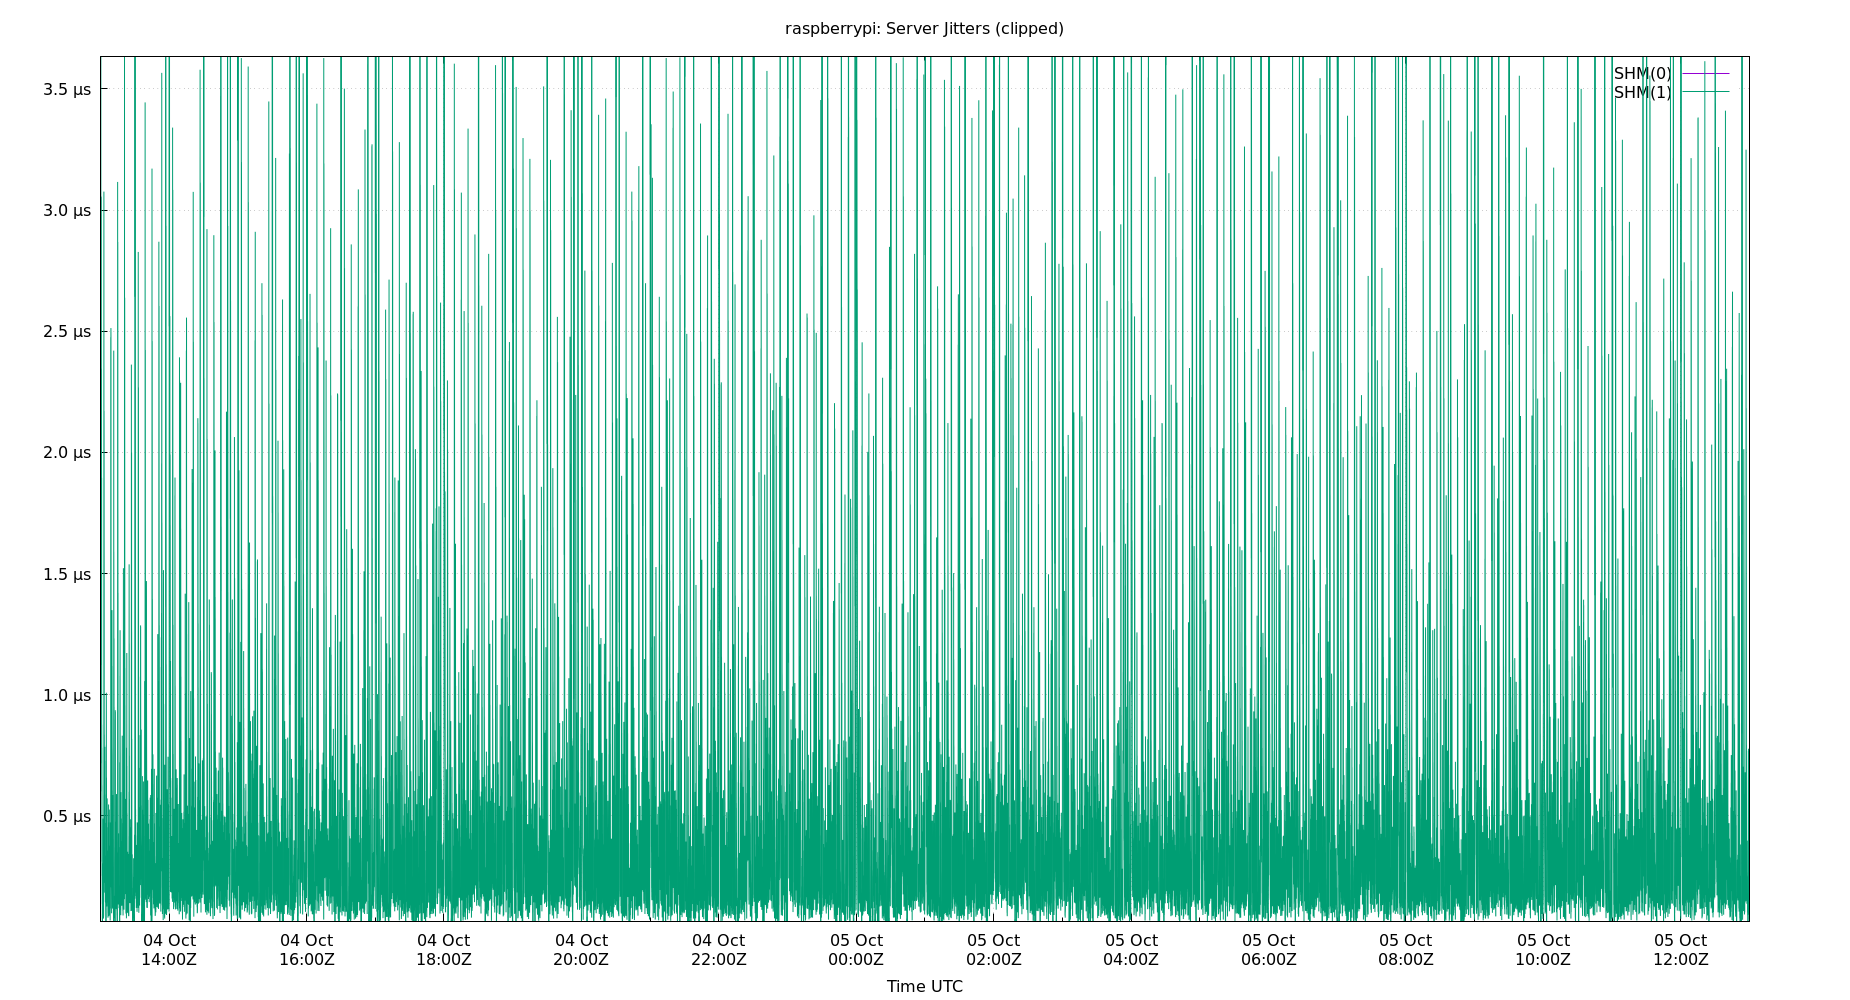 raspberrypi: Server Jitters (clipped)
SHM(0)
SHM(1)
3.5 µs
3.0 µs
2.5 µs
2.0 µs
1.5 µs
1.0 µs
0.5 µs
04 Oct 04 Oct 04 Oct 04 Oct 04 Oct 05 Oct 05 Oct 05 Oct 05 Oct 05 Oct 05 Oct 05 Oct
14:00Z 16:00Z 18:00Z 20:00Z 22:00Z 00:00Z 02:00Z 04:00Z 06:00Z 08:00Z 10:00Z 12:00Z
Time UTC